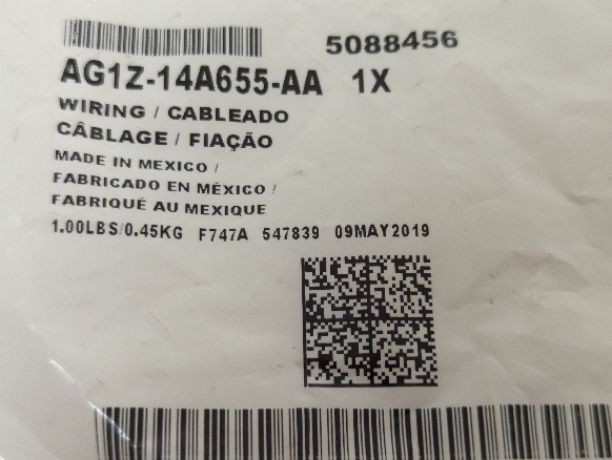 5088456
AG1Z-14A655-AA 1X
WIRING / CABLEADO
CÂBLAGE / FIAÇÃO
MADE IN MEXICO /
FABRICADO EN MÉXICO /
FABRIQUÉ AU MEXIQUE
1.00LBS/0.45KG F747A 547839 09MAY2019